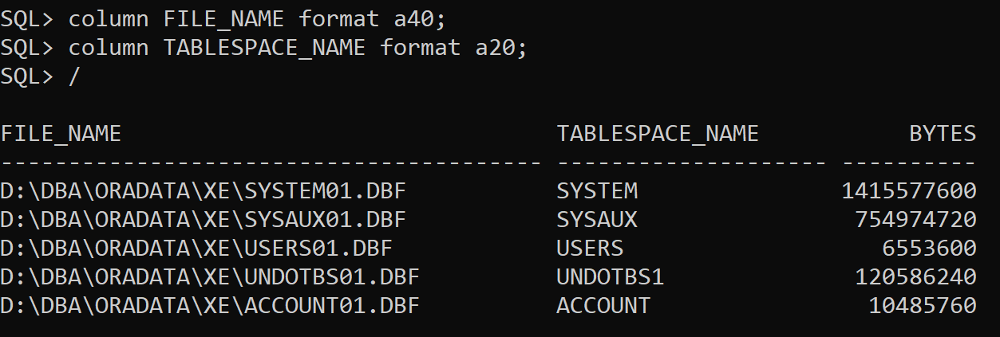 SQL> column FILE_NAME format a40;
SQL> column TABLESPACE_NAME format a20;
SQL> /
FILE_NAME                                TABLESPACE_NAME           BYTES
---------------------------------------- -------------------- ----------
D:\DBA\ORADATA\XE\SYSTEM01.DBF           SYSTEM               1415577600
D:\DBA\ORADATA\XE\SYSAUX01.DBF           SYSAUX                754974720
D:\DBA\ORADATA\XE\USERS01.DBF            USERS                   6553600
D:\DBA\ORADATA\XE\UNDOTBS01.DBF          UNDOTBS1              120586240
D:\DBA\ORADATA\XE\ACCOUNT01.DBF          ACCOUNT                10485760